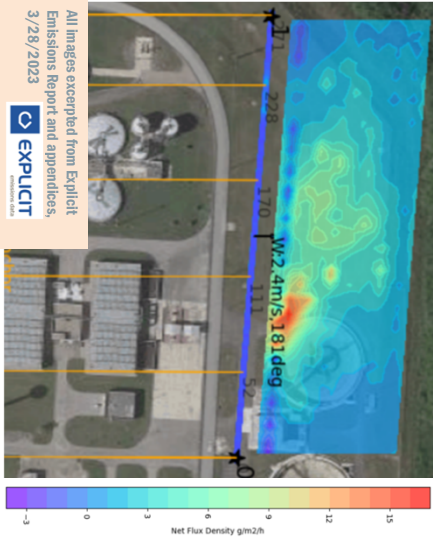 All images excerpted from Explicit
Emissions Report and appendices,
3/28/2023
EXPLICIT
emissions data
1
228
170
W:2.4m/s,181deg
111
52
0
−3
0
3
6
9
12
15
Net Flux Density g/m2/h